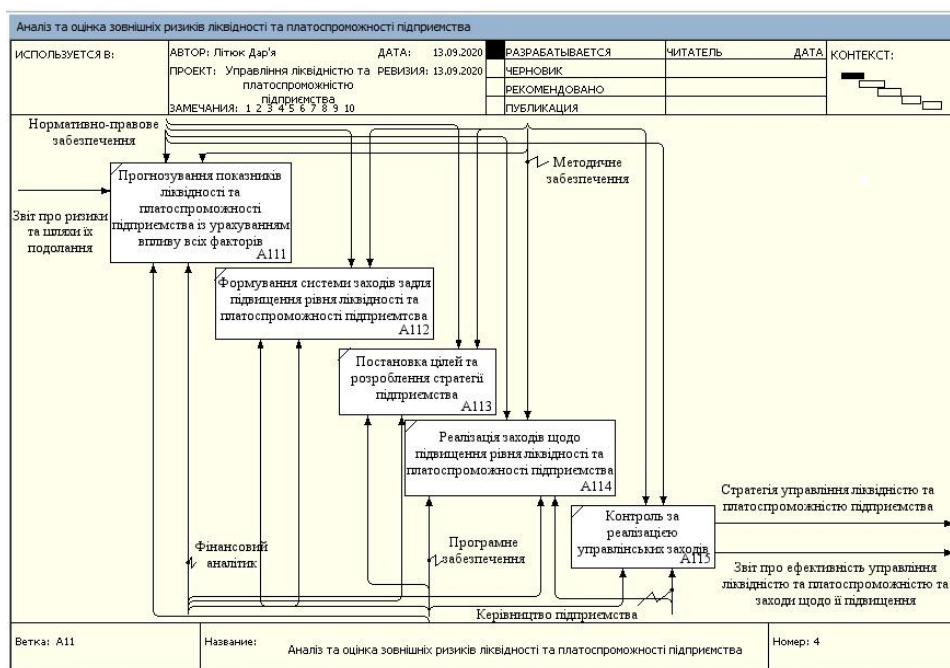 Аналіз та оцінка зовнішніх ризиків ліквідності та платоспроможності підприємства
ИСПОЛЬЗУЕТСЯ В:
АВТОР: Літюк Дар'я
ДАТА: 13.09.2020
ПРОЕКТ: Управління ліквідністю та
платоспроможністю
підприємства
РЕВИЗИЯ: 13.09.2020
ЗАМЕЧАНИЯ: 1 2 3 4 5 6 7 8 9 10
РАЗРАБАТЫВАЕТСЯ
ЧЕРНОВИК
РЕКОМЕНДОВАНО
ПУБЛИКАЦИЯ
ЧИТАТЕЛЬ
ДАТА
КОНТЕКСТ:
Нормативно-правове
забезпечення
Методичне
забезпечення
Звіт про ризики
та шляхи їх
подолання
Прогнозування показників
ліквідності та
платоспроможності
підприємства із урахуванням
впливу всіх факторів
A111
Формування системи заходів задля
підвищення рівня ліквідності та
платоспроможності підприємтсва
A112
Постановка цілей та
розроблення стратегії
підприємства
A113
Реалізація заходів щодо
підвищення рівня ліквідності та
платоспроможності підприємства
A114
Контроль за
реалізацією
управлінських заходів
A115
Стратегія управління ліквідністю та
платоспроможністю підприємства
Звіт про ефективність управління
ліквідністю та платоспроможністю та
заходи щодо її підвищення
Фінансовий
аналітик
Програмне
забезпечення
Керівництво підприємства
Ветка: A11
Название:
Аналіз та оцінка зовнішніх ризиків ліквідності та платоспроможності підприємства
Номер: 4